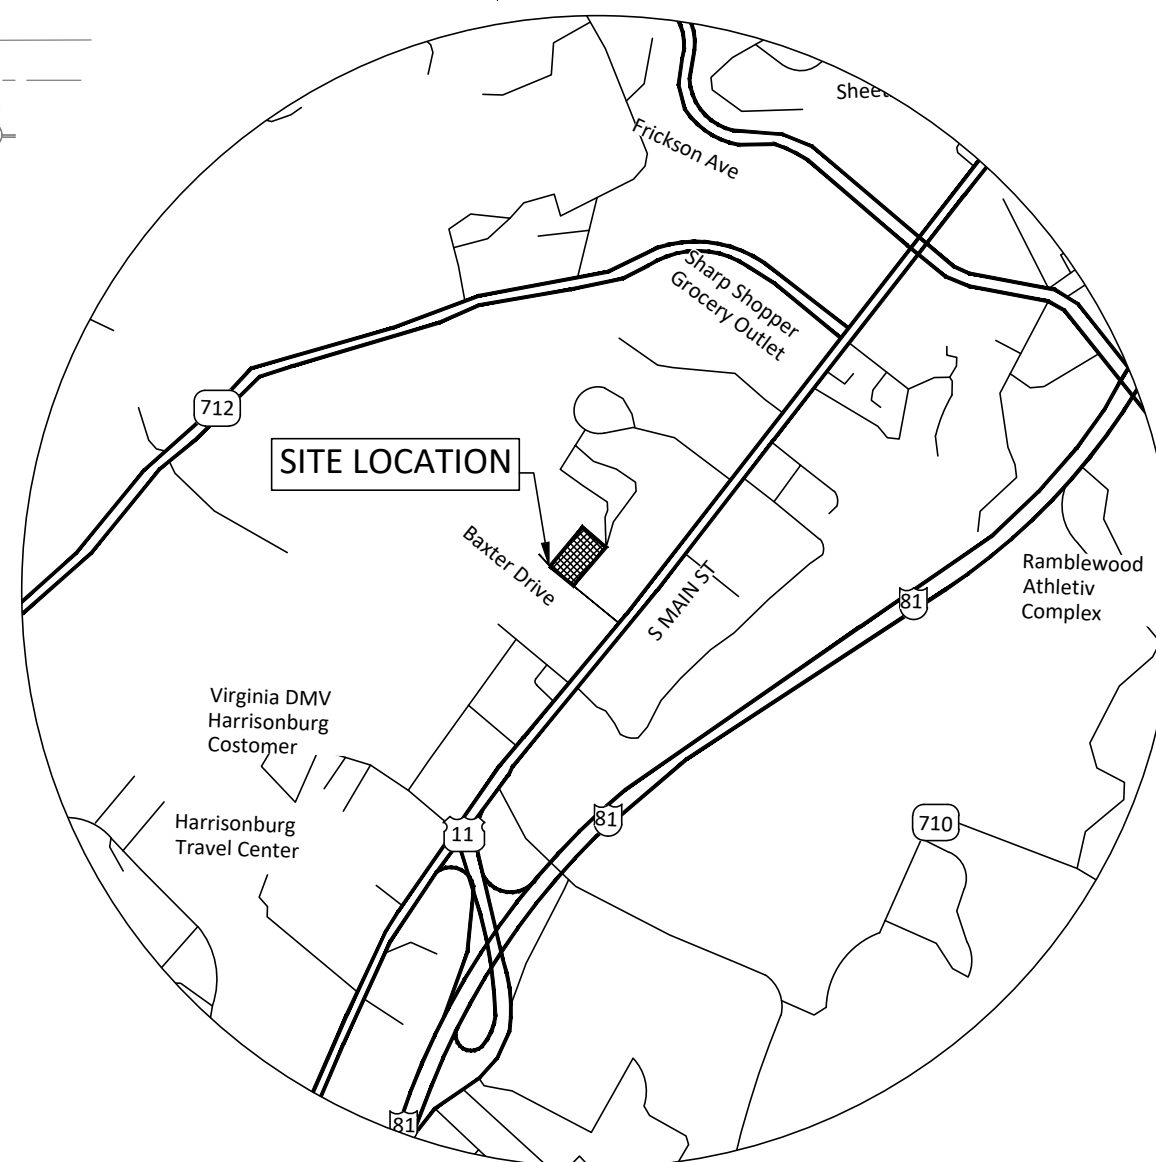 Frickson Ave
Sharp Shopper
Grocery Outlet
712
SITE LOCATION
Baxter Drive
S MAIN ST
Ramblewood
Athletiv
Complex
81
Virginia DMV
Harrisonburg
Costomer
Harrisonburg
Travel Center
11
81
710
81